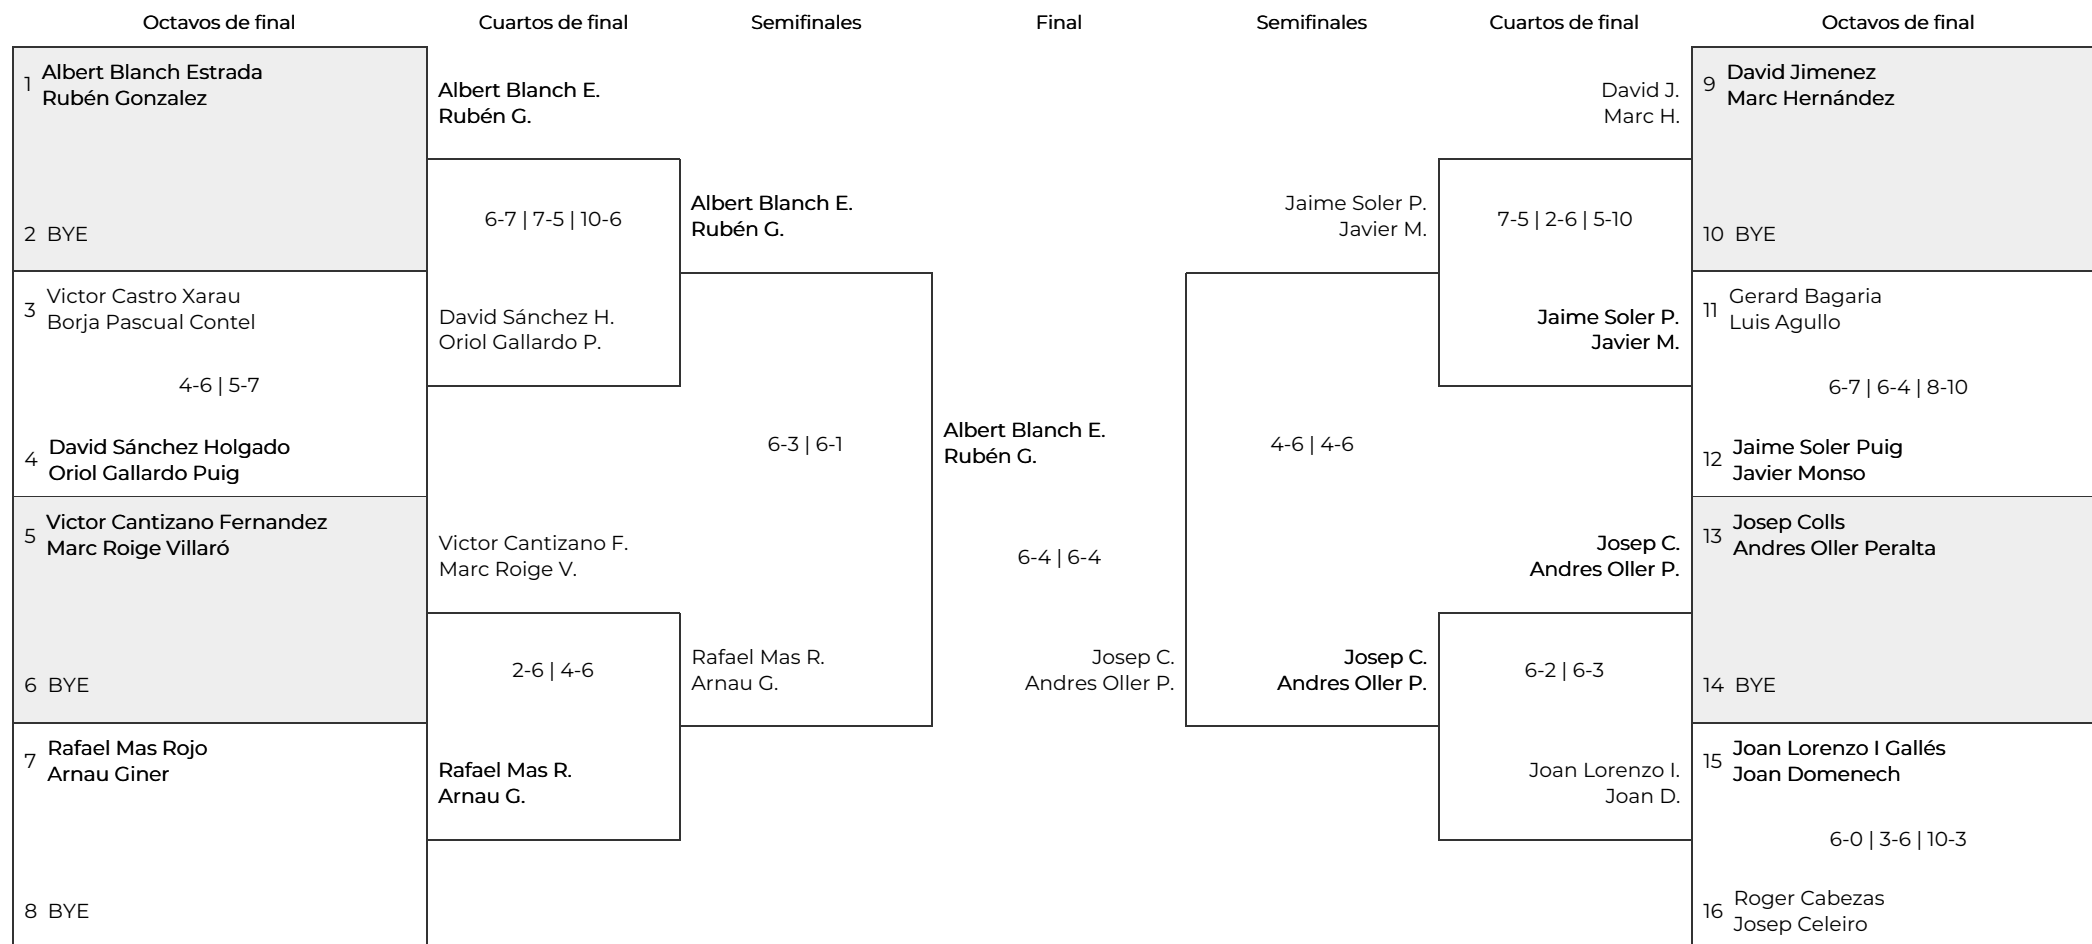 Octavos de final
Cuartos de final
Semifinales
Final
Semifinales
Cuartos de final
Octavos de final
1 Albert Blanch Estrada
Rubén Gonzalez
2 BYE
3 Victor Castro Xarau
Borja Pascual Contel
4-6 | 5-7
4 David Sánchez Holgado
Oriol Gallardo Puig
5 Victor Cantizano Fernandez
Marc Roige Villaró
6 BYE
7 Rafael Mas Rojo
Arnau Giner
8 BYE
Albert Blanch E.
Rubén G.
6-7 | 7-5 | 10-6
David Sánchez H.
Oriol Gallardo P.
Victor Cantizano F.
Marc Roige V.
2-6 | 4-6
Rafael Mas R.
Arnau G.
Albert Blanch E.
Rubén G.
6-3 | 6-1
Rafael Mas R.
Arnau G.
Albert Blanch E.
Rubén G.
6-4 | 6-4
Josep C.
Andres Oller P.
Jaime Soler P.
Javier M.
4-6 | 4-6
Josep C.
Andres Oller P.
David J.
Marc H.
7-5 | 2-6 | 5-10
Jaime Soler P.
Javier M.
Josep C.
Andres Oller P.
6-2 | 6-3
Joan Lorenzo I.
Joan D.
9 David Jimenez
Marc Hernández
10 BYE
11 Gerard Bagaria
Luis Agullo
6-7 | 6-4 | 8-10
12 Jaime Soler Puig
Javier Monso
13 Josep Colls
Andres Oller Peralta
14 BYE
15 Joan Lorenzo I Gallés
Joan Domenech
6-0 | 3-6 | 10-3
16 Roger Cabezas
Josep Celeiro